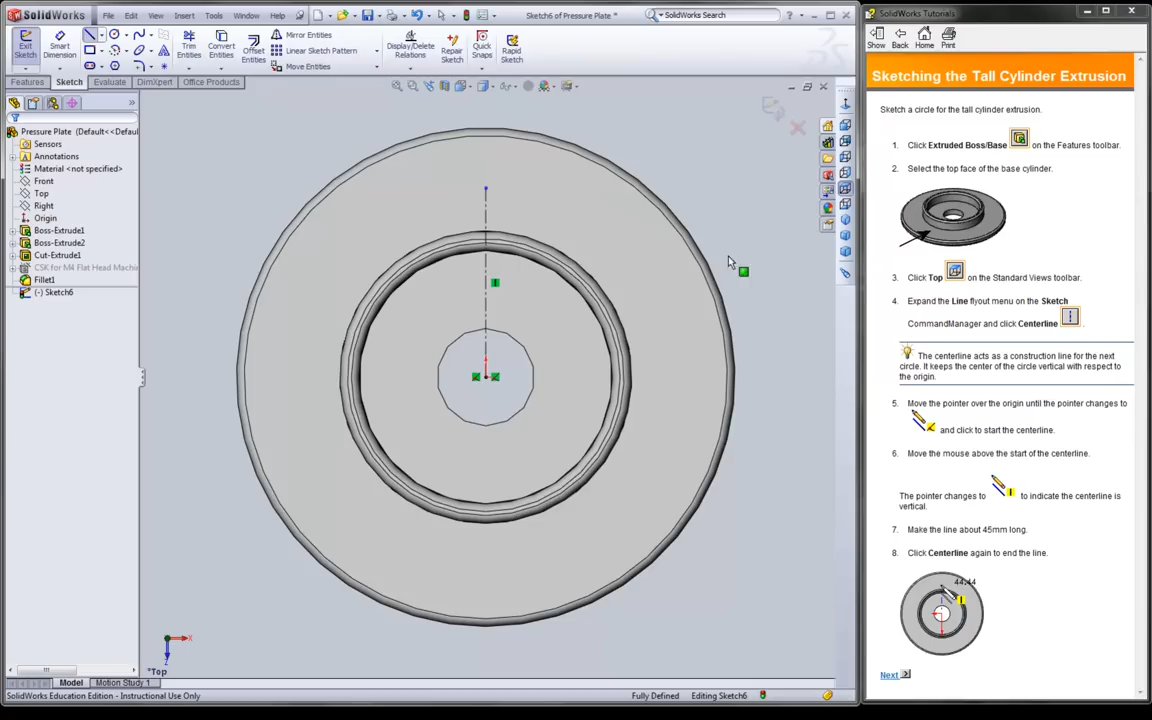 SolidWorks
File
Edit
View
Insert
Tools
Window
Help
Sketch6 of Pressure Plate *
SolidWorks Search
Exit Sketch
Smart Dimension
Trim Entities
Convert Entities
Offset Entities
Mirror Entities
Linear Sketch Pattern
Move Entities
Display/Delete Relations
Repair Sketch
Quick Snaps
Rapid Sketch
Features
Sketch
Evaluate
DimXpert
Office Products
Pressure Plate (Default<<Defau
Sensors
Annotations
Material <not specified>
Front
Top
Right
Origin
Boss-Extrude1
Boss-Extrude2
Cut-Extrude1
CSK for M4 Flat Head Machin
Fillet1
(-) Sketch6
X
Z
*Top
Model
Motion Study 1
SolidWorks Education Edition - Instructional Use Only
Fully Defined
Editing Sketch6
SolidWorks Tutorials
Show
Back
Home
Print
Sketching the Tall Cylinder Extrusion
Sketch a circle for the tall cylinder extrusion.
1. Click Extruded Boss/Base on the Features toolbar.
2. Select the top face of the base cylinder.
3. Click Top on the Standard Views toolbar.
4. Expand the Line flyout menu on the Sketch
CommandManager and click Centerline .
The centerline acts as a construction line for the next
circle. It keeps the center of the circle vertical with respect to
the origin.
5. Move the pointer over the origin until the pointer changes to
and click to start the centerline.
6. Move the mouse above the start of the centerline.
The pointer changes to to indicate the centerline is
vertical.
7. Make the line about 45mm long.
8. Click Centerline again to end the line.
44.44
Next